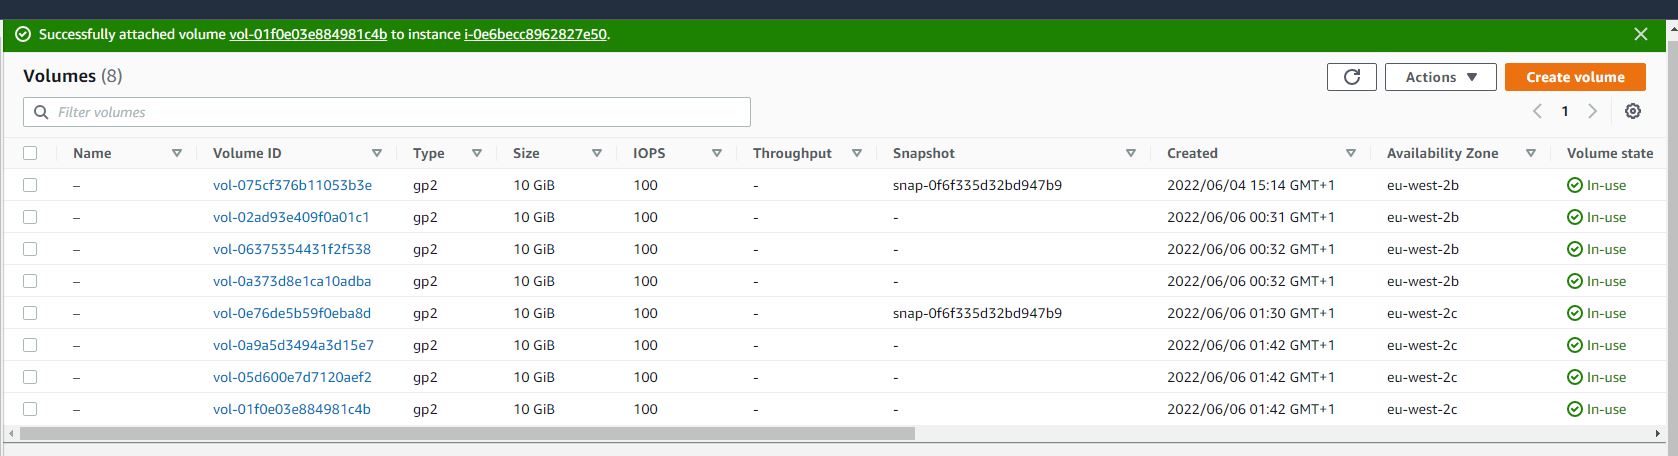 Successfully attached volume vol-01f0e03e884981c4b to instance i-0e6becc8962827e50.
Volumes (8)
Actions
Create volume
Filter volumes
1
Name Volume ID Type Size IOPS Throughput Snapshot Created Availability Zone Volume state
– vol-075cf376b11053b3e gp2 10 GiB 100 - snap-0f6f335d32bd947b9 2022/06/04 15:14 GMT+1 eu-west-2b In-use
– vol-02ad93e409f0a01c1 gp2 10 GiB 100 - - 2022/06/06 00:31 GMT+1 eu-west-2b In-use
– vol-06375354431f2f538 gp2 10 GiB 100 - - 2022/06/06 00:32 GMT+1 eu-west-2b In-use
– vol-0a373d8e1ca10adba gp2 10 GiB 100 - - 2022/06/06 00:32 GMT+1 eu-west-2b In-use
– vol-0e76de5b59f0eba8d gp2 10 GiB 100 - snap-0f6f335d32bd947b9 2022/06/06 01:30 GMT+1 eu-west-2c In-use
– vol-0a9a5d3494a3d15e7 gp2 10 GiB 100 - - 2022/06/06 01:42 GMT+1 eu-west-2c In-use
– vol-05d600e7d7120aef2 gp2 10 GiB 100 - - 2022/06/06 01:42 GMT+1 eu-west-2c In-use
– vol-01f0e03e884981c4b gp2 10 GiB 100 - - 2022/06/06 01:42 GMT+1 eu-west-2c In-use